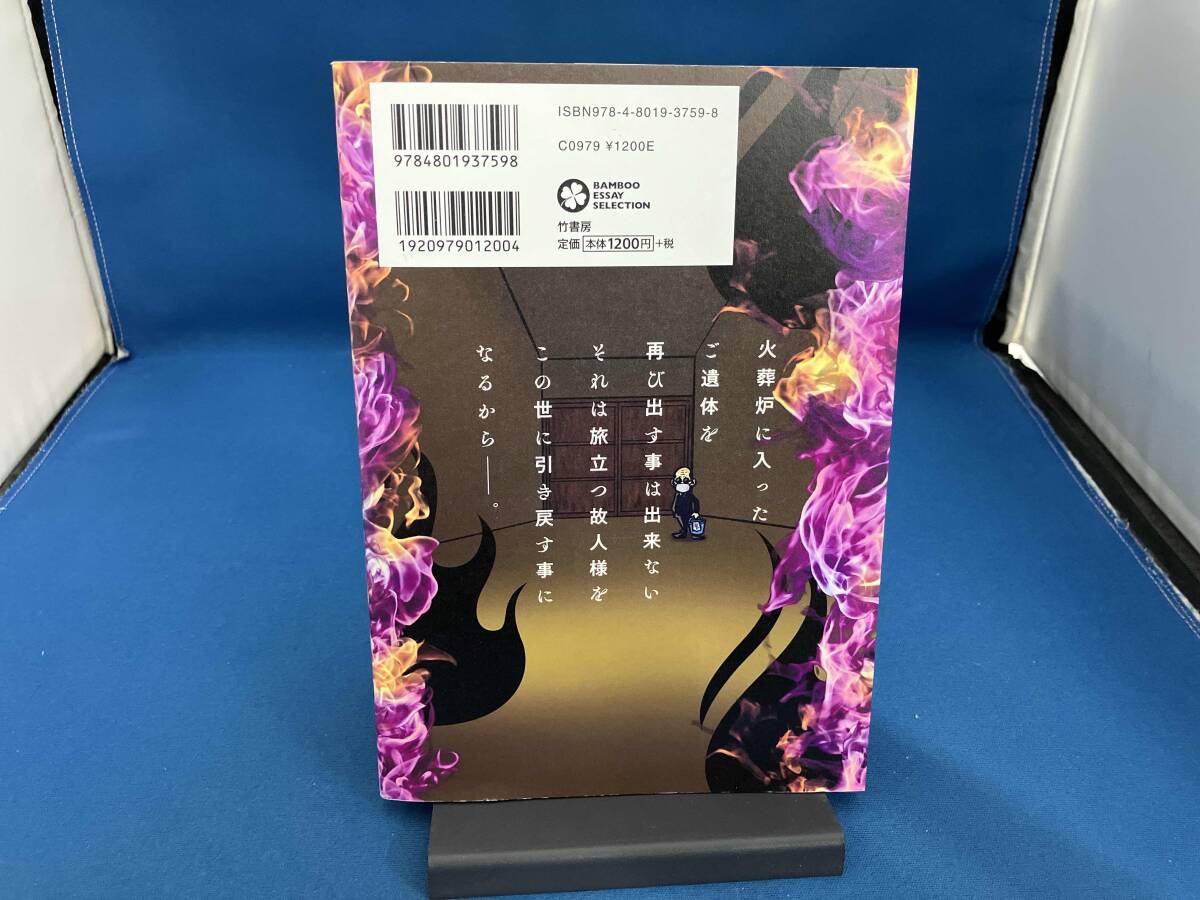 ISBN978-4-8019-3759-8
C0979 ¥1200E
9784801937598
1920979012004
BAMBOO
ESSAY
SELECTION
竹書房
定価 本体1200円+税
火葬炉に入った
ご遺体を
再び出す事は出来ない
それは旅立つ故人様を
この世に引き戻す事に
なるから——。